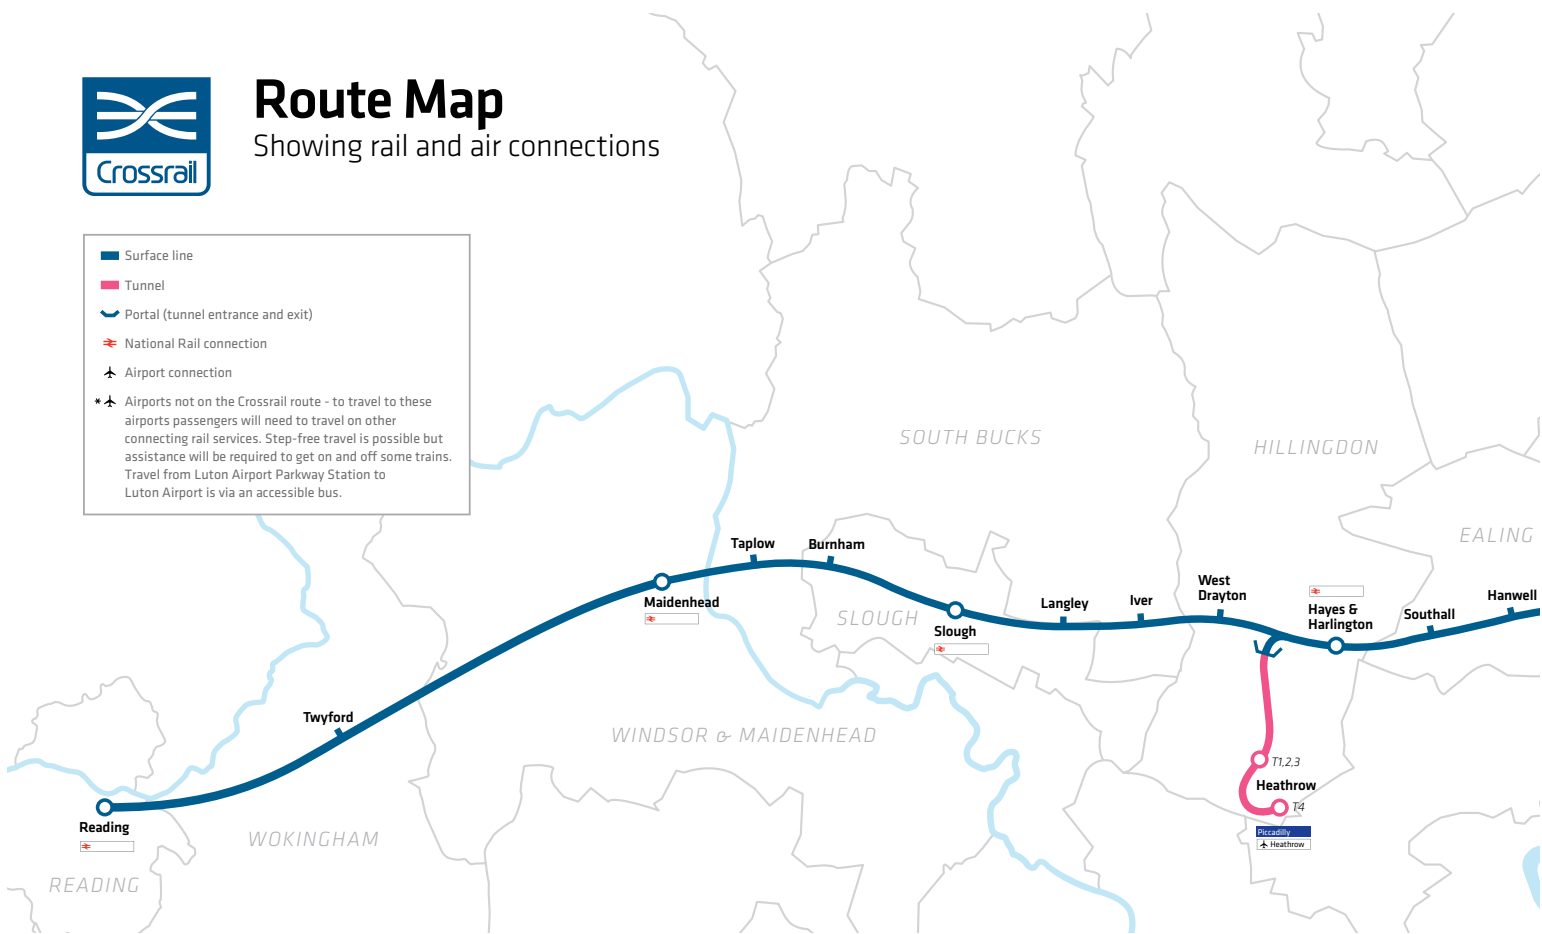 Route Map
Showing rail and air connections
Crossrail
Surface line
Tunnel
Portal (tunnel entrance and exit)
National Rail connection
Airport connection
* Airports not on the Crossrail route - to travel to these
airports passengers will need to travel on other
connecting rail services. Step-free travel is possible but
assistance will be required to get on and off some trains.
Travel from Luton Airport Parkway Station to
Luton Airport is via an accessible bus.
SOUTH BUCKS
HILLINGDON
EALING
Taplow
Burnham
West
Drayton
Hanwell
Maidenhead
Langley
Iver
Hayes &
Harlington
Southall
SLOUGH
Slough
Twyford
WINDSOR & MAIDENHEAD
T1,2,3
Heathrow
T4
Reading
WOKINGHAM
Piccadilly
Heathrow
READING